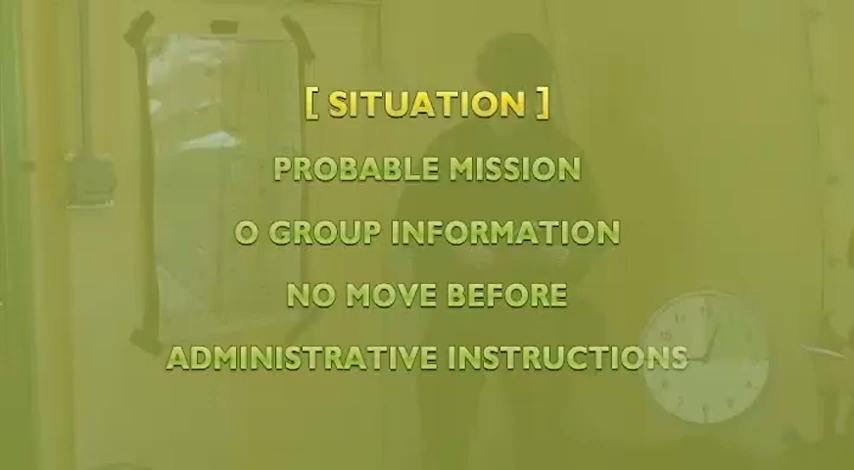 [ SITUATION ]
PROBABLE MISSION
O GROUP INFORMATION
NO MOVE BEFORE
ADMINISTRATIVE INSTRUCTIONS